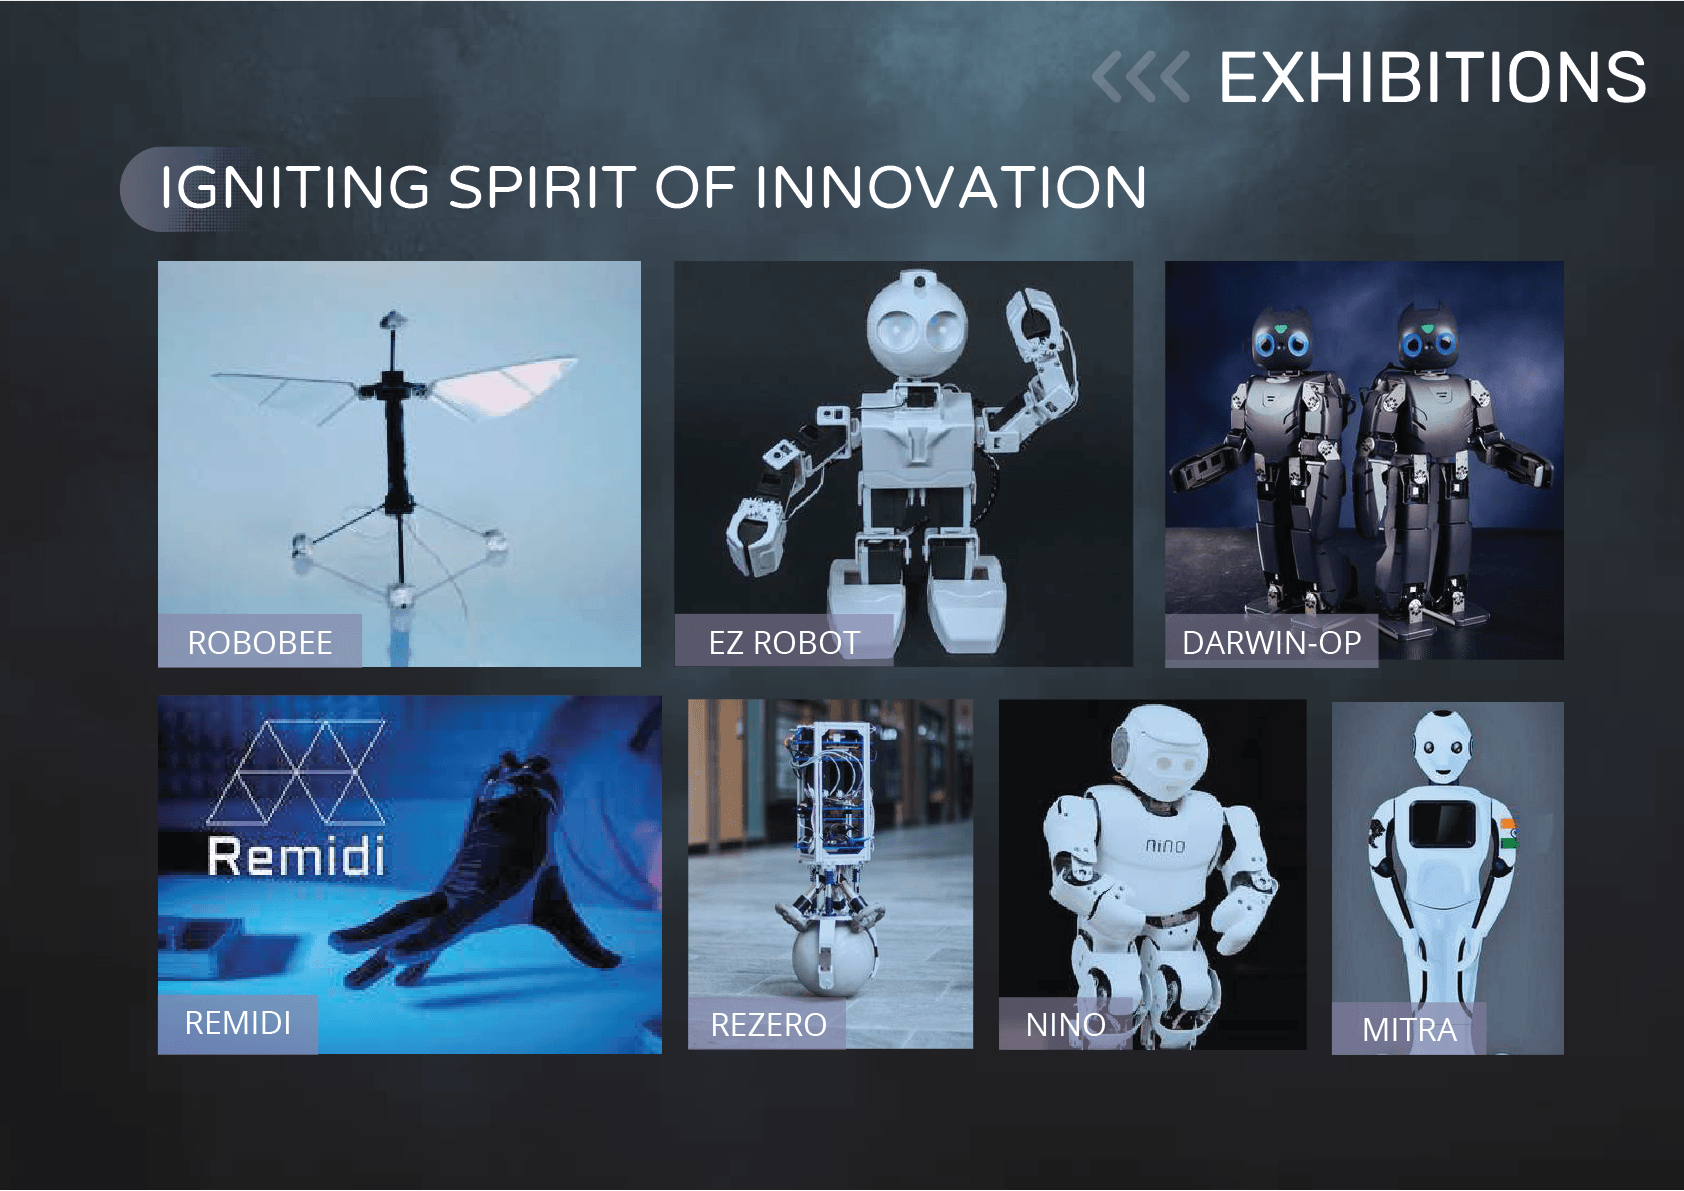 EXHIBITIONS
IGNITING SPIRIT OF INNOVATION
ROBOBEE
EZ ROBOT
DARWIN-OP
Remidi
REMIDI
REZERO
NINO
NINO
MITRA